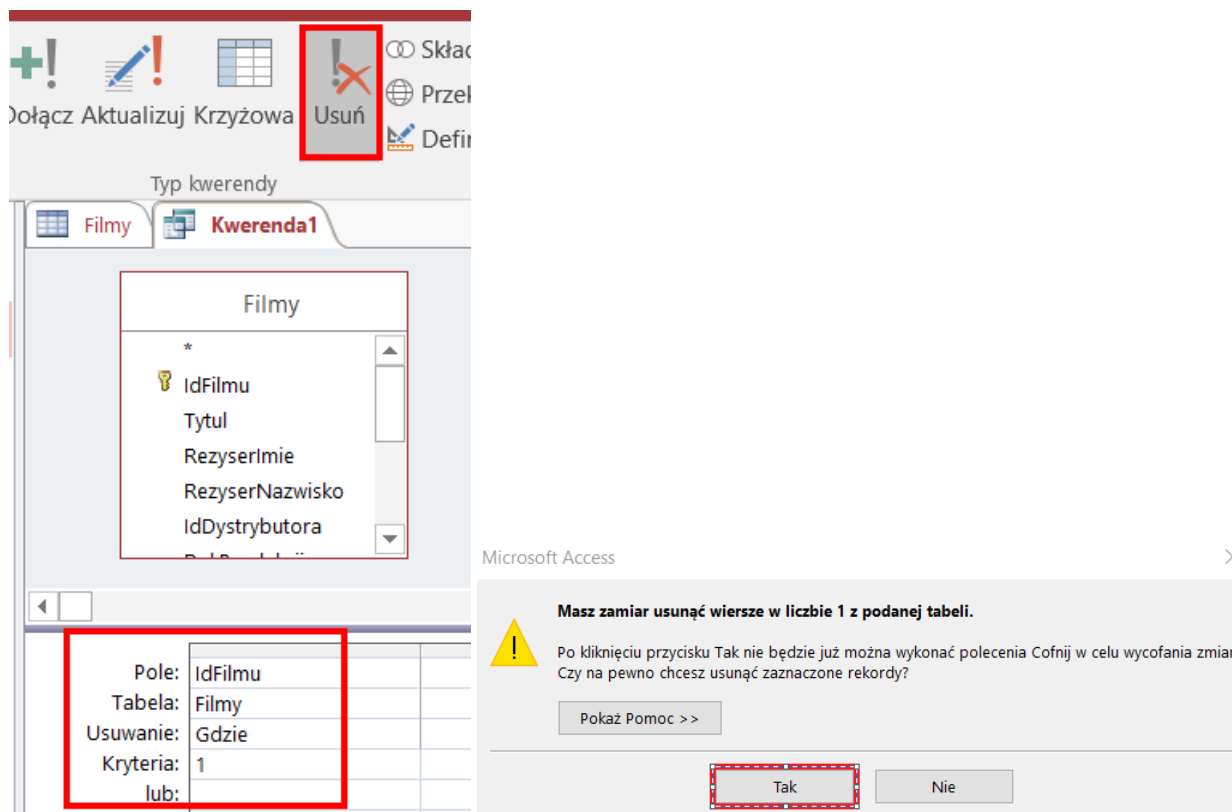 Dołącz Aktualizuj Krzyżowa Usuń
Typ kwerendy
Filmy Kwerenda1
Filmy
*
IdFilmu
Tytul
RezyserImie
RezyserNazwisko
IdDystrybutora
Pole: IdFilmu
Tabela: Filmy
Usuwanie: Gdzie
Kryteria: 1
lub:
Microsoft Access
Masz zamiar usunąć wiersze w liczbie 1 z podanej tabeli.
Po kliknięciu przycisku Tak nie będzie już można wykonać polecenia Cofnij w celu wycofania zmian
Czy na pewno chcesz usunąć zaznaczone rekordy?
Pokaż Pomoc >>
Tak Nie